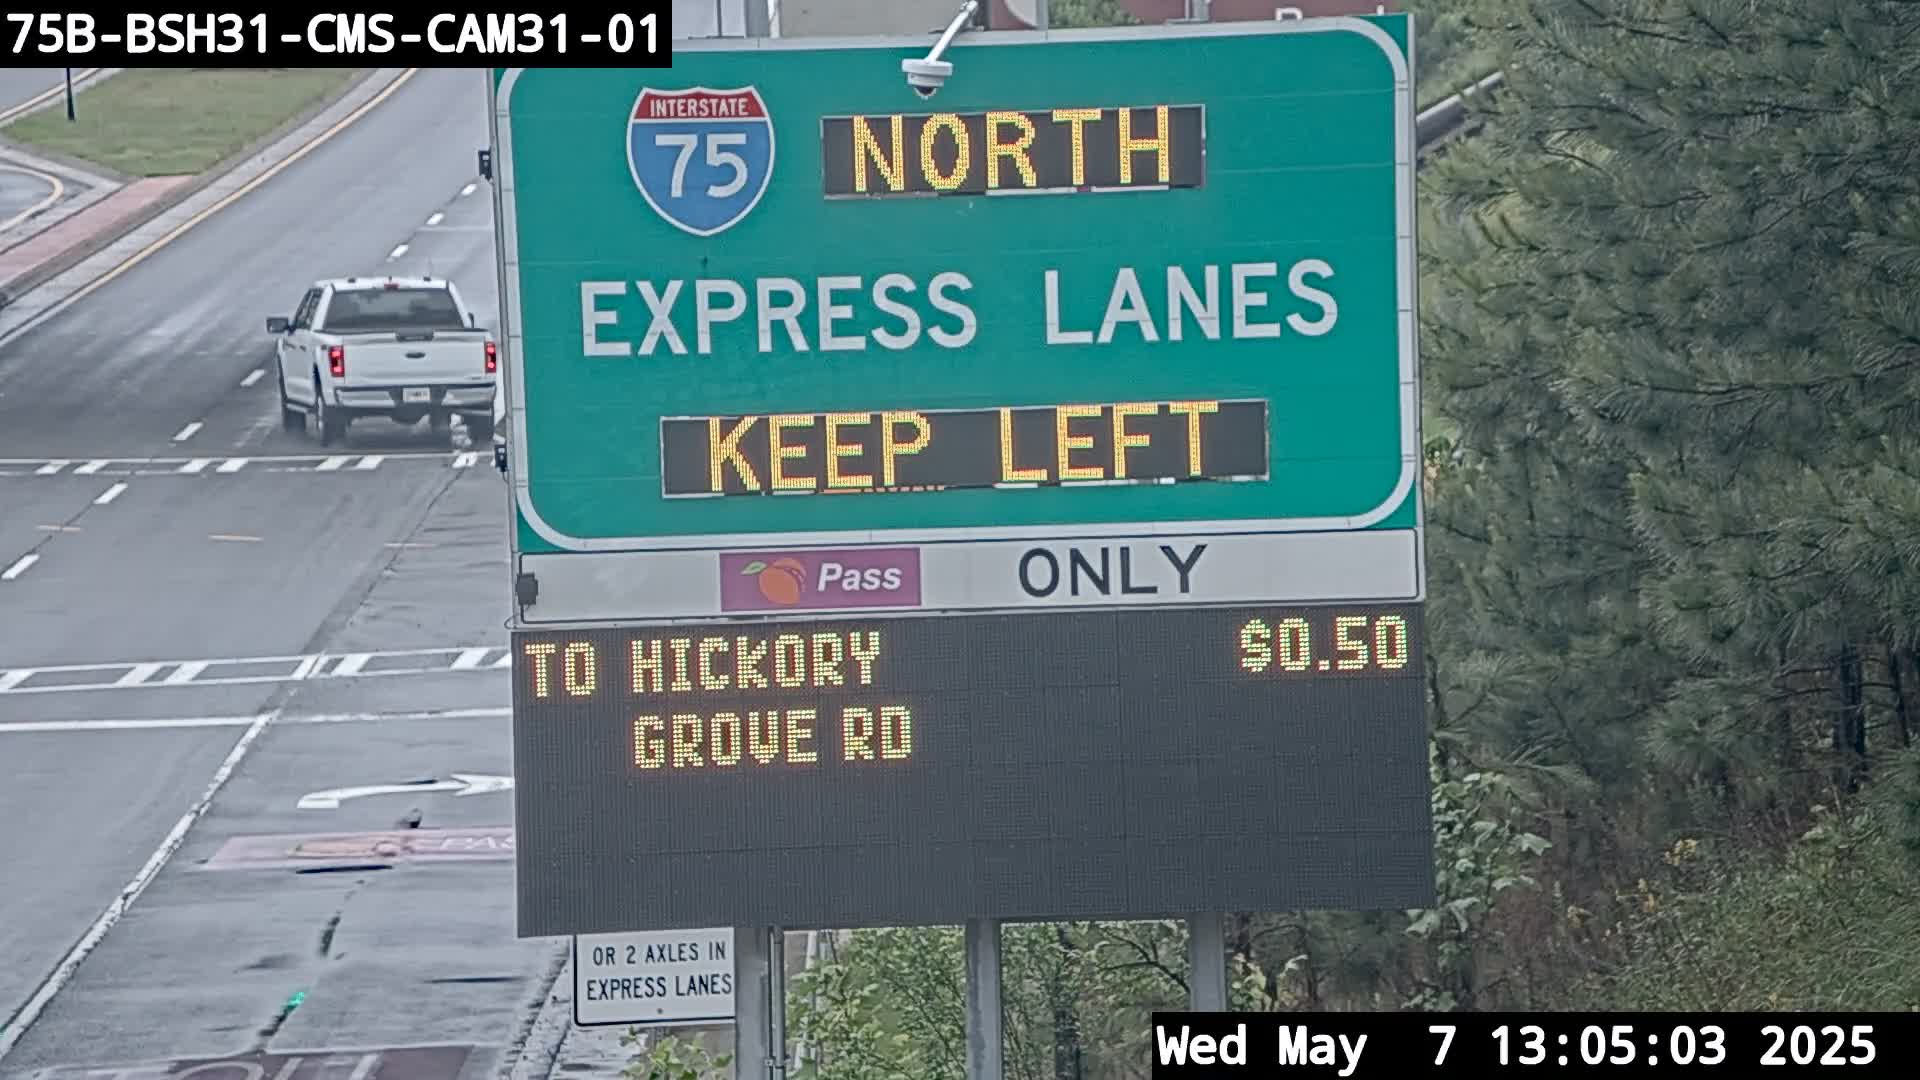 75B-BSH31-CMS-CAM31-01
INTERSTATE
75
NORTH
EXPRESS LANES
KEEP LEFT
Pass ONLY
TO HICKORY $0.50
GROVE RD
OR 2 AXLES IN
EXPRESS LANES
Wed May 7 13:05:03 2025